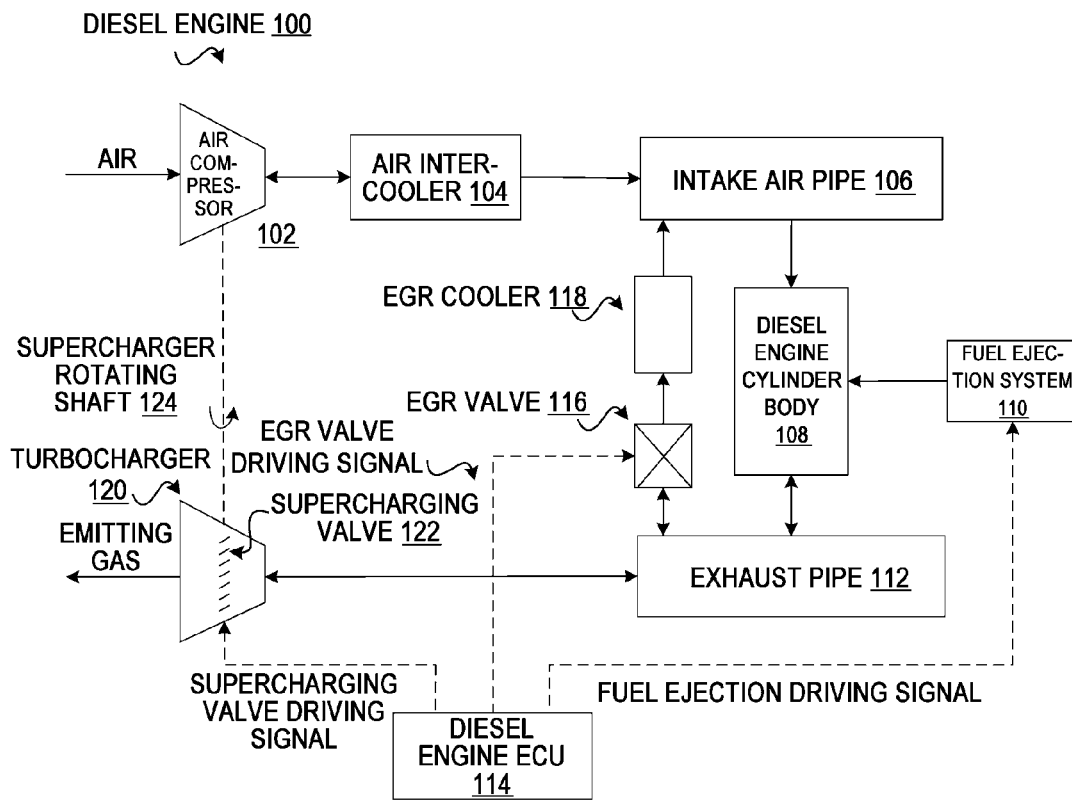 DIESEL ENGINE 100
AIR
AIR
COM-
PRES-
SOR
102
AIR INTER-
COOLER 104
INTAKE AIR PIPE 106
EGR COOLER 118
DIESEL
ENGINE
CYLINDER
BODY
108
FUEL EJEC-
TION SYSTEM
110
SUPERCHARGER
ROTATING
SHAFT 124
EGR VALVE 116
EGR VALVE
DRIVING SIGNAL
TURBOCHARGER
120
SUPERCHARGING
VALVE 122
EMITTING
GAS
EXHAUST PIPE 112
SUPERCHARGING
VALVE DRIVING
SIGNAL
FUEL EJECTION DRIVING SIGNAL
DIESEL
ENGINE ECU
114